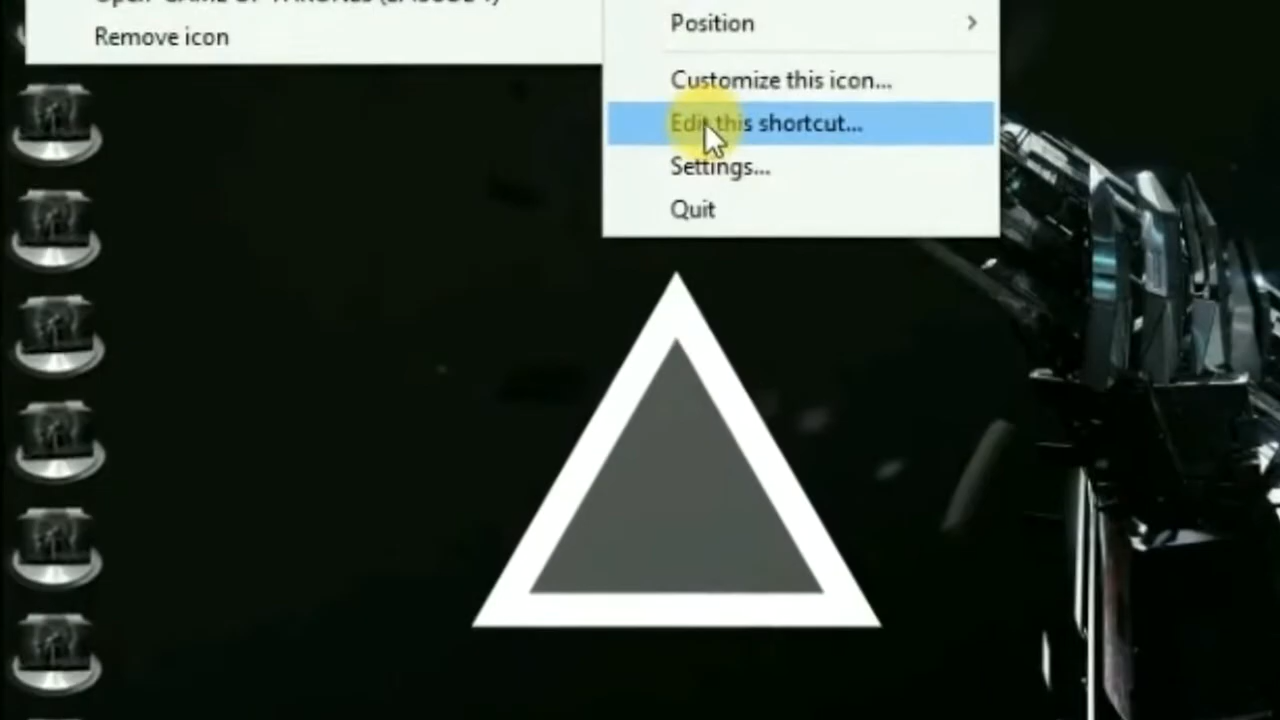 Remove icon
Position
Customize this icon...
Edit this shortcut...
Settings...
Quit